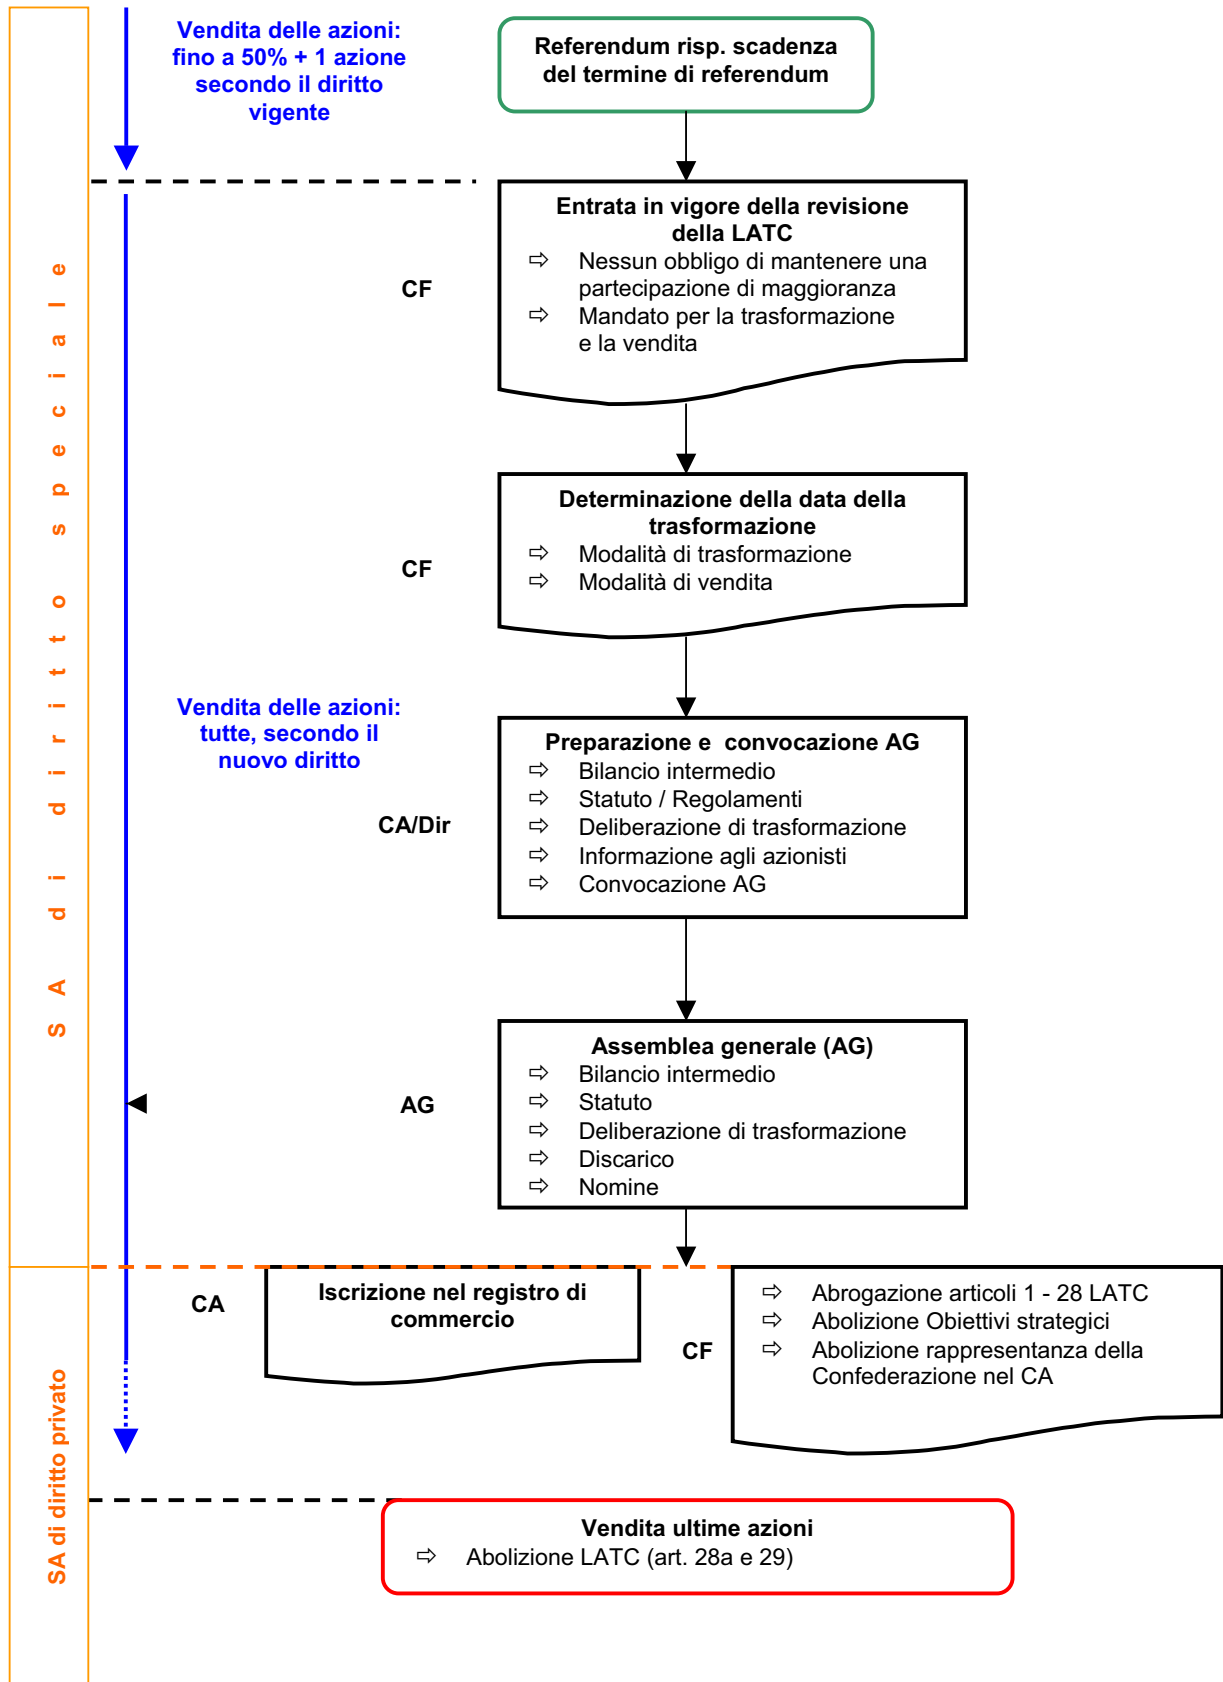 Vendita delle azioni:
fino a 50% + 1 azione
secondo il diritto
vigente
Referendum risp. scadenza
del termine di referendum
SA di diritto speciale
CF
Entrata in vigore della revisione
della LATC
⇨ Nessun obbligo di mantenere una
partecipazione di maggioranza
⇨ Mandato per la trasformazione
e la vendita
CF
Determinazione della data della
trasformazione
⇨ Modalità di trasformazione
⇨ Modalità di vendita
Vendita delle azioni:
tutte, secondo il
nuovo diritto
CA/Dir
Preparazione e convocazione AG
⇨ Bilancio intermedio
⇨ Statuto / Regolamenti
⇨ Deliberazione di trasformazione
⇨ Informazione agli azionisti
⇨ Convocazione AG
AG
Assemblea generale (AG)
⇨ Bilancio intermedio
⇨ Statuto
⇨ Deliberazione di trasformazione
⇨ Discarico
⇨ Nomine
SA di diritto privato
CA
Iscrizione nel registro di
commercio
CF
⇨ Abrogazione articoli 1 - 28 LATC
⇨ Abolizione Obiettivi strategici
⇨ Abolizione rappresentanza della
Confederazione nel CA
Vendita ultime azioni
⇨ Abolizione LATC (art. 28a e 29)